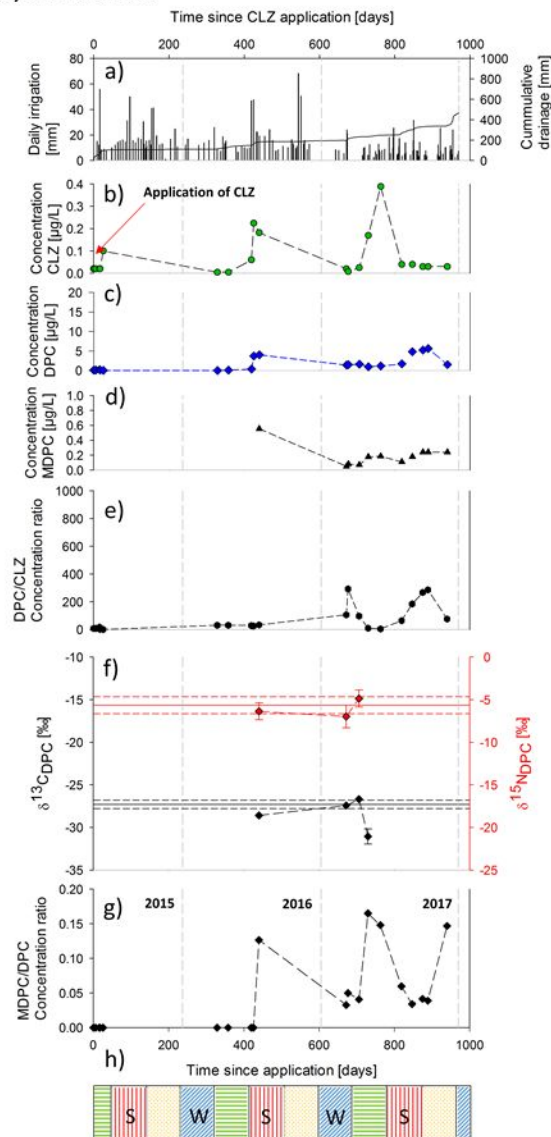 Time since CLZ application [days]
0 200 400 600 800 1000
a)
Daily irrigation
[mm]
80
60
40
20
0
1000
800
600
400
200
0
Cummulative
drainage [mm]
b)
Application of CLZ
Concentration
CLZ [µg/L]
0.4
0.3
0.2
0.1
0.0
c)
Concentration
DPC [µg/L]
20
15
10
5
0
d)
Concentration
MDPC [µg/L]
1.0
0.8
0.6
0.4
0.2
0.0
e)
DPC/CLZ
Concentration ratio
1000
800
600
400
200
0
f)
δ13CDPC [‰]
-10
-15
-20
-25
-30
-35
0
-5
-10
-15
-20
-25
δ15NDPC [‰]
g)
2015 2016 2017
MDPC/DPC
Concentration ratio
0.20
0.15
0.10
0.05
0.00
0 200 400 600 800 1000
h)
Time since application [days]
S W S W S